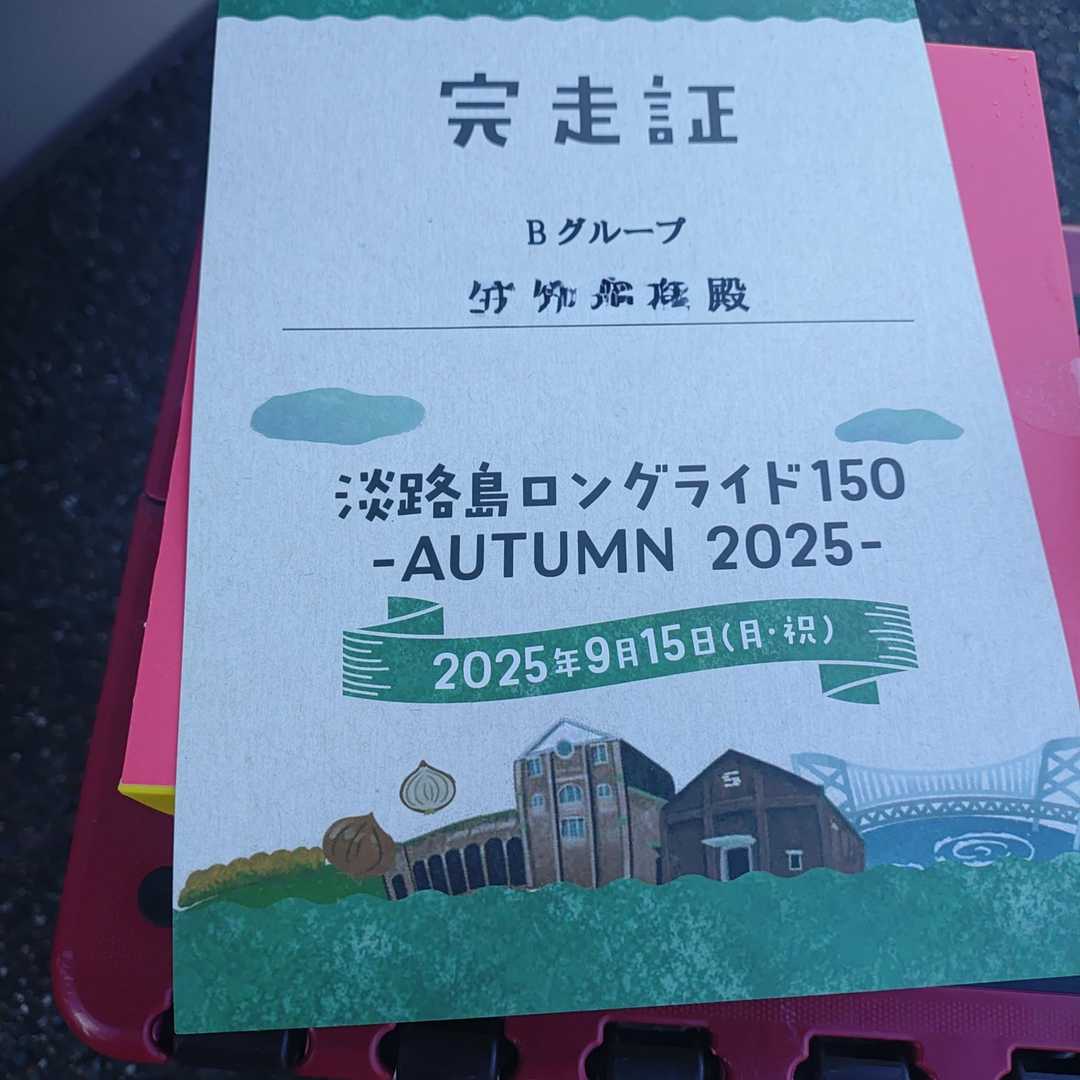 完走証
Bグループ
殿
淡路島ロングライド150
-AUTUMN 2025-
2025年9月15日(月・祝)
S